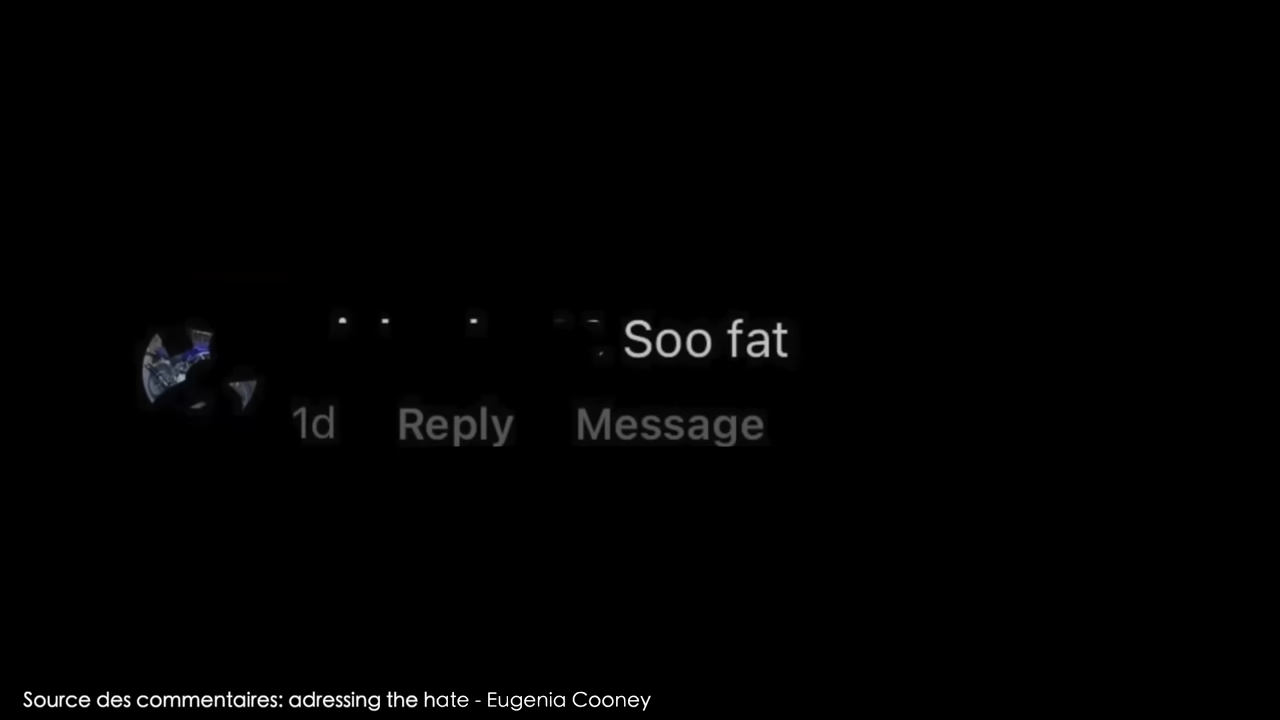 Soo fat
1d Reply Message
Source des commentaires: adressing the hate - Eugenia Cooney